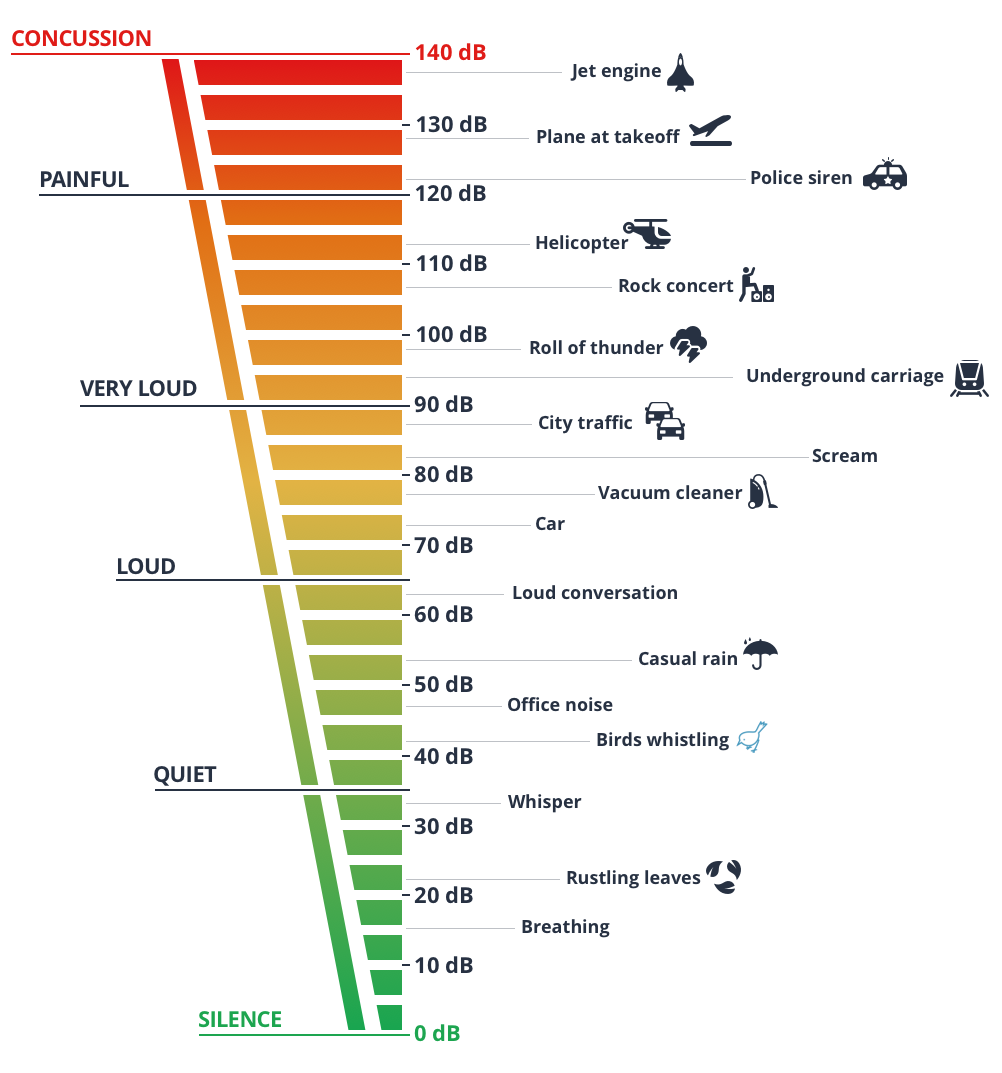 CONCUSSION
140 dB
Jet engine
130 dB
Plane at takeoff
PAINFUL
Police siren
120 dB
Helicopter
110 dB
Rock concert
100 dB
Roll of thunder
Underground carriage
VERY LOUD
90 dB
City traffic
Scream
80 dB
Vacuum cleaner
Car
70 dB
LOUD
Loud conversation
60 dB
Casual rain
50 dB
Office noise
Birds whistling
40 dB
QUIET
Whisper
30 dB
Rustling leaves
20 dB
Breathing
10 dB
SILENCE
0 dB